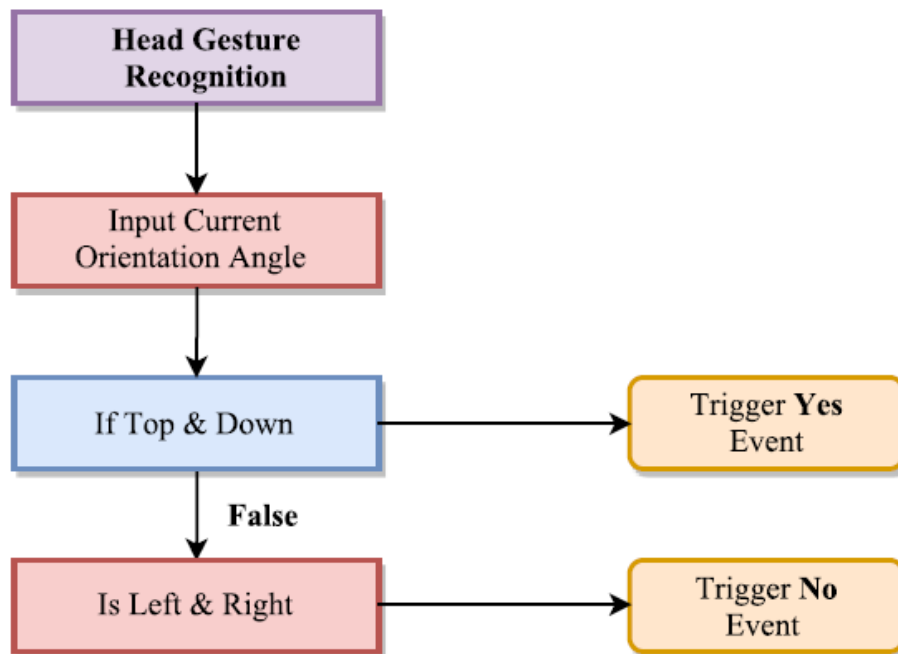 Head Gesture
Recognition
Input Current
Orientation Angle
If Top & Down
Trigger Yes
Event
False
Is Left & Right
Trigger No
Event